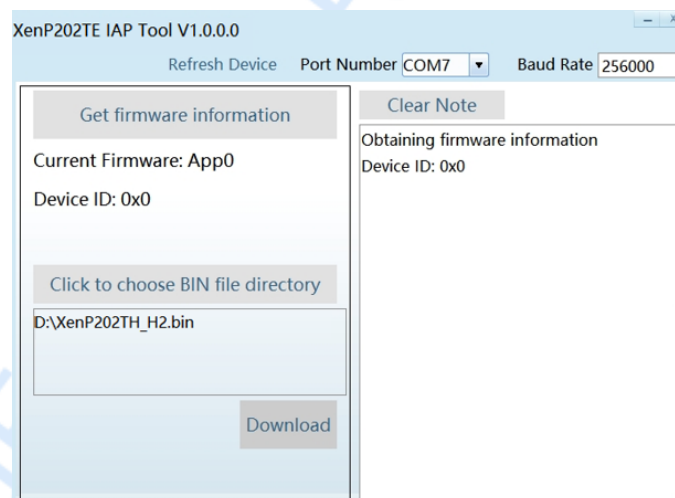 XenP202TE IAP Tool V1.0.0.0
Refresh Device Port Number COM7 Baud Rate 256000
Get firmware information
Current Firmware: App0
Device ID: 0x0
Click to choose BIN file directory
D:\XenP202TH_H2.bin
Download
Clear Note
Obtaining firmware information
Device ID: 0x0